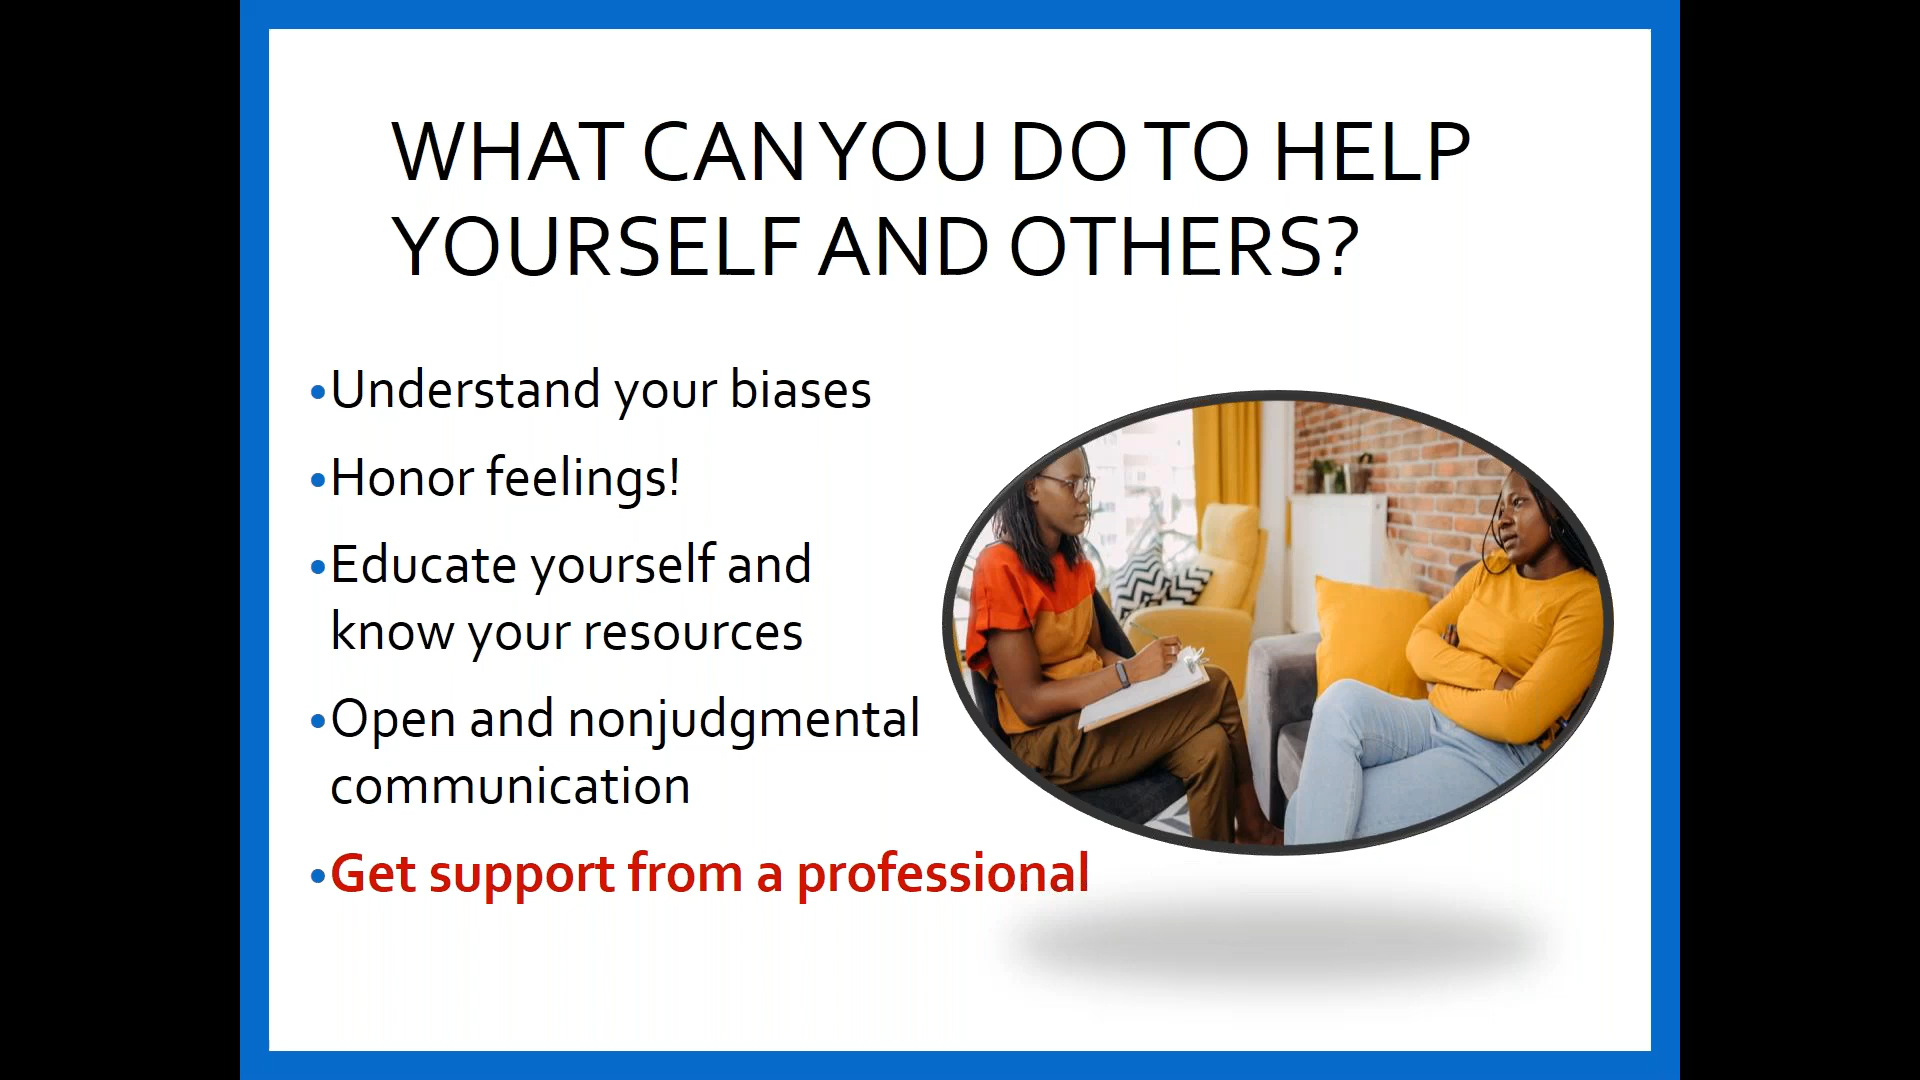 WHAT CAN YOU DO TO HELP
YOURSELF AND OTHERS?
•Understand your biases
•Honor feelings!
•Educate yourself and
know your resources
•Open and nonjudgmental
communication
•Get support from a professional